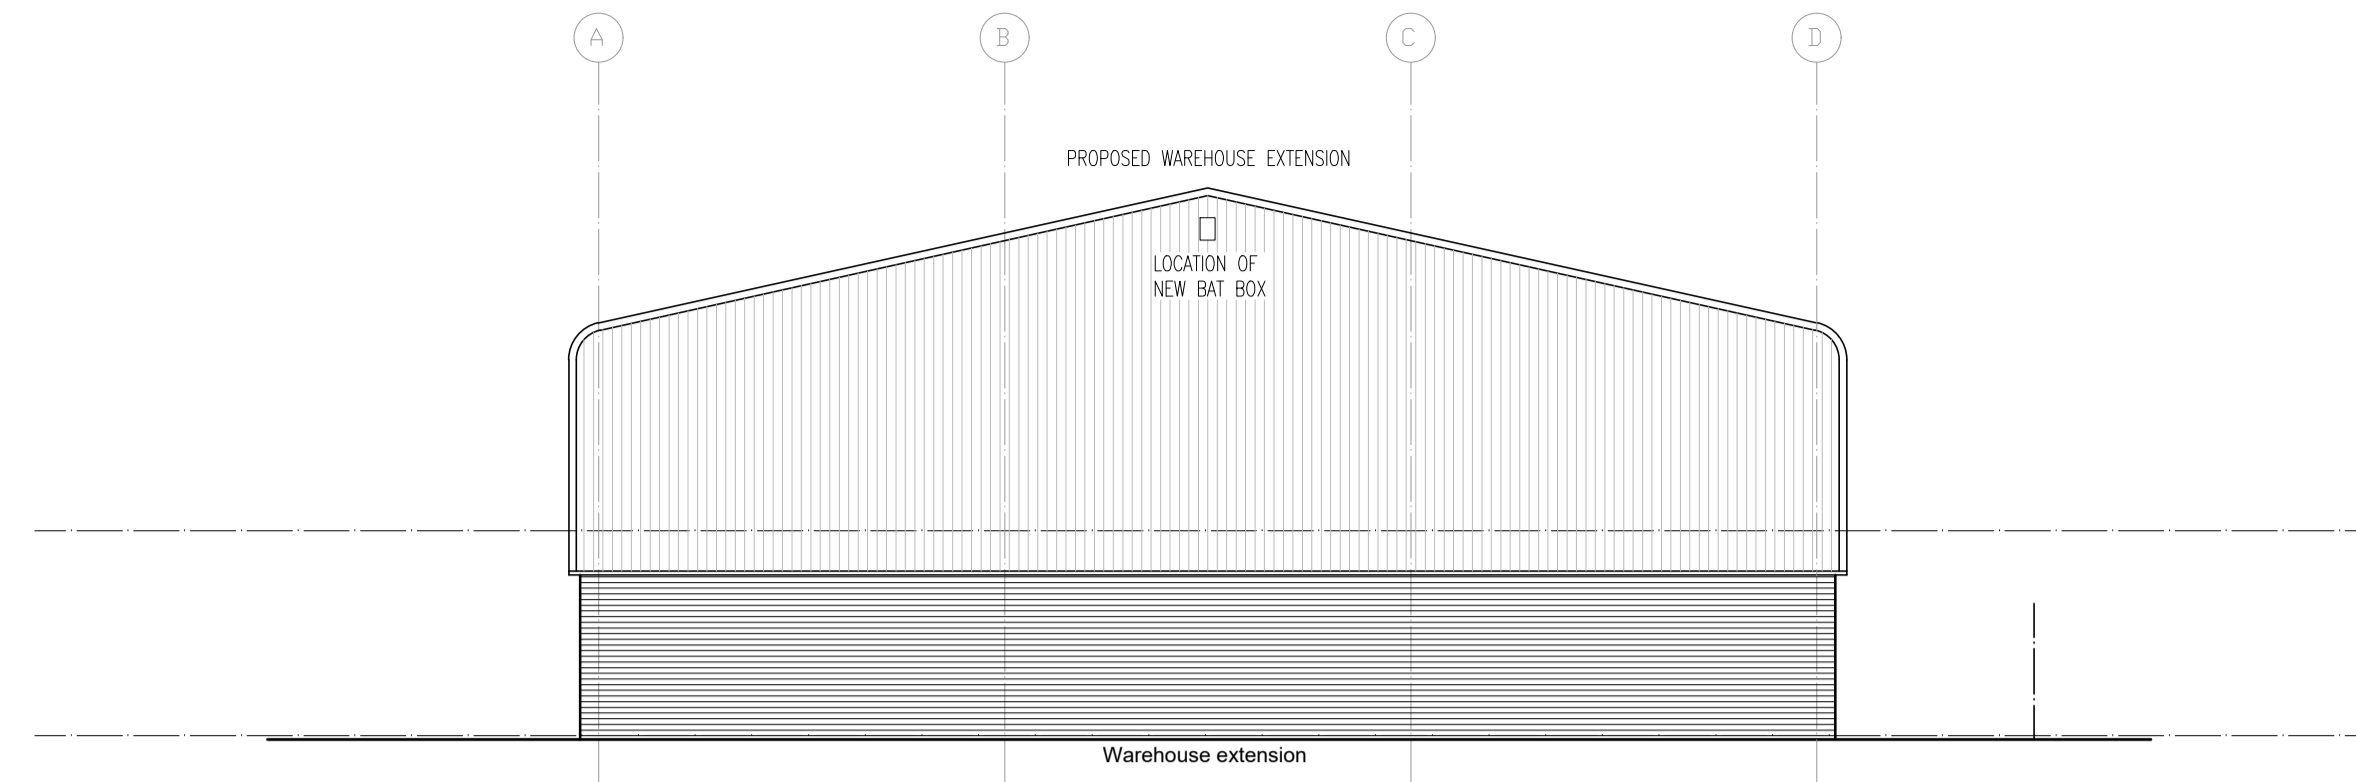 A
B
C
D
PROPOSED WAREHOUSE EXTENSION
LOCATION OF
NEW BAT BOX
Warehouse extension